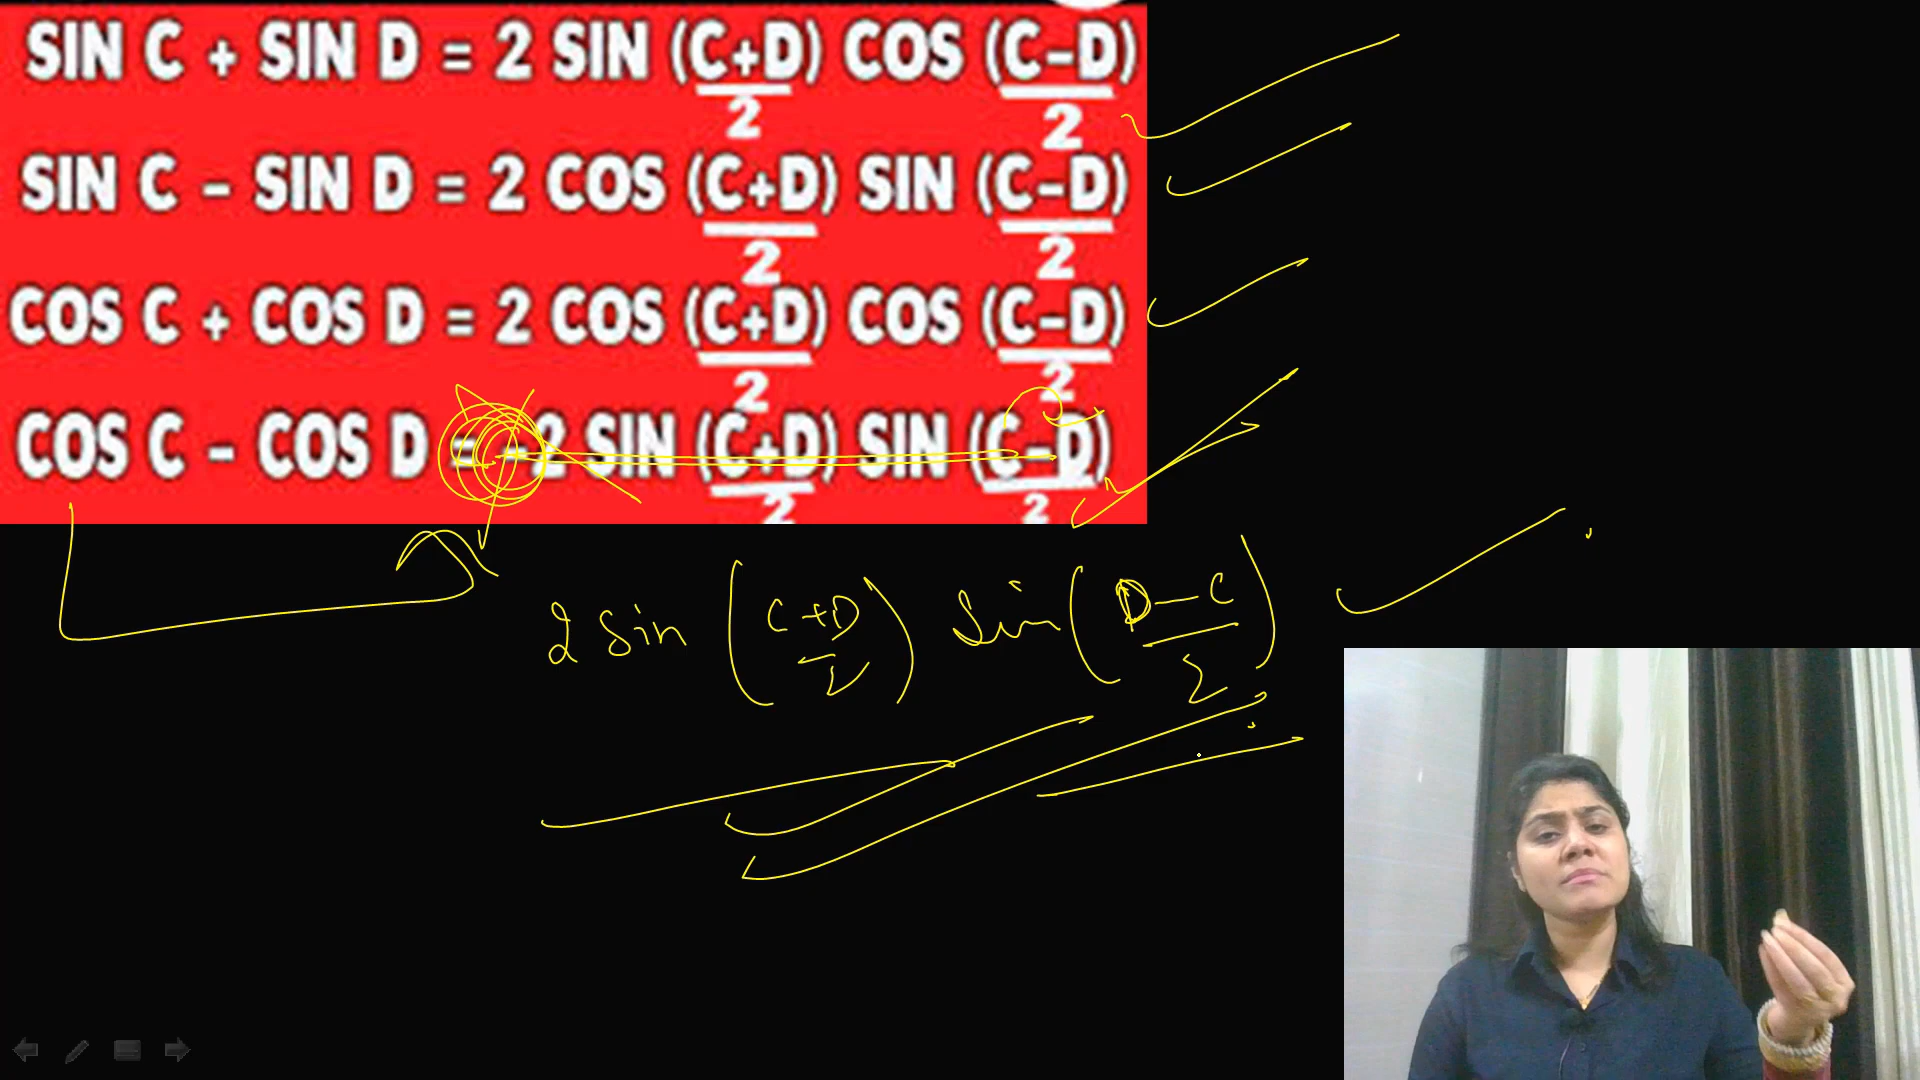 SIN C + SIN D = 2 SIN (C+D)/2 COS (C-D)/2
SIN C - SIN D = 2 COS (C+D)/2 SIN (C-D)/2
COS C + COS D = 2 COS (C+D)/2 COS (C-D)/2
COS C - COS D = - 2 SIN (C+D)/2 SIN (C-D)/2
2 Sin (C+D/2) Sin (D-C/2)